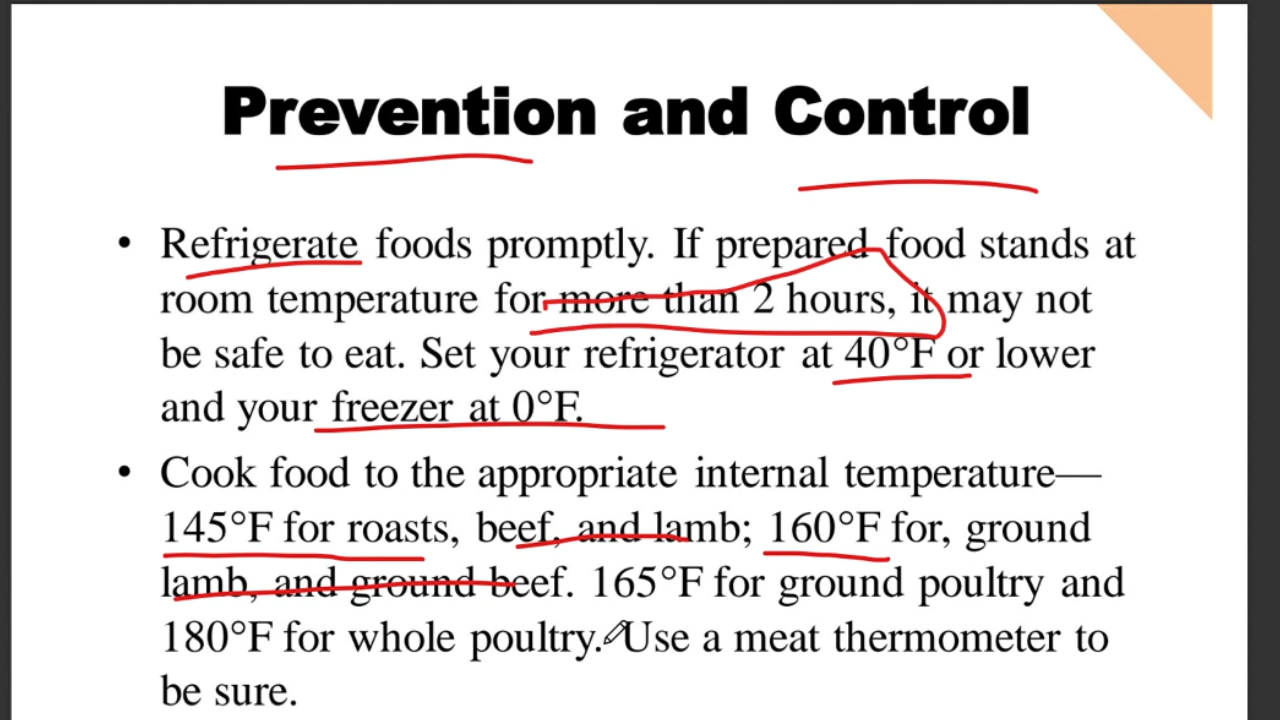 Prevention and Control
• Refrigerate foods promptly. If prepared food stands at
room temperature for more than 2 hours, it may not
be safe to eat. Set your refrigerator at 40°F or lower
and your freezer at 0°F.
• Cook food to the appropriate internal temperature—
145°F for roasts, beef, and lamb; 160°F for, ground
lamb, and ground beef. 165°F for ground poultry and
180°F for whole poultry. Use a meat thermometer to
be sure.